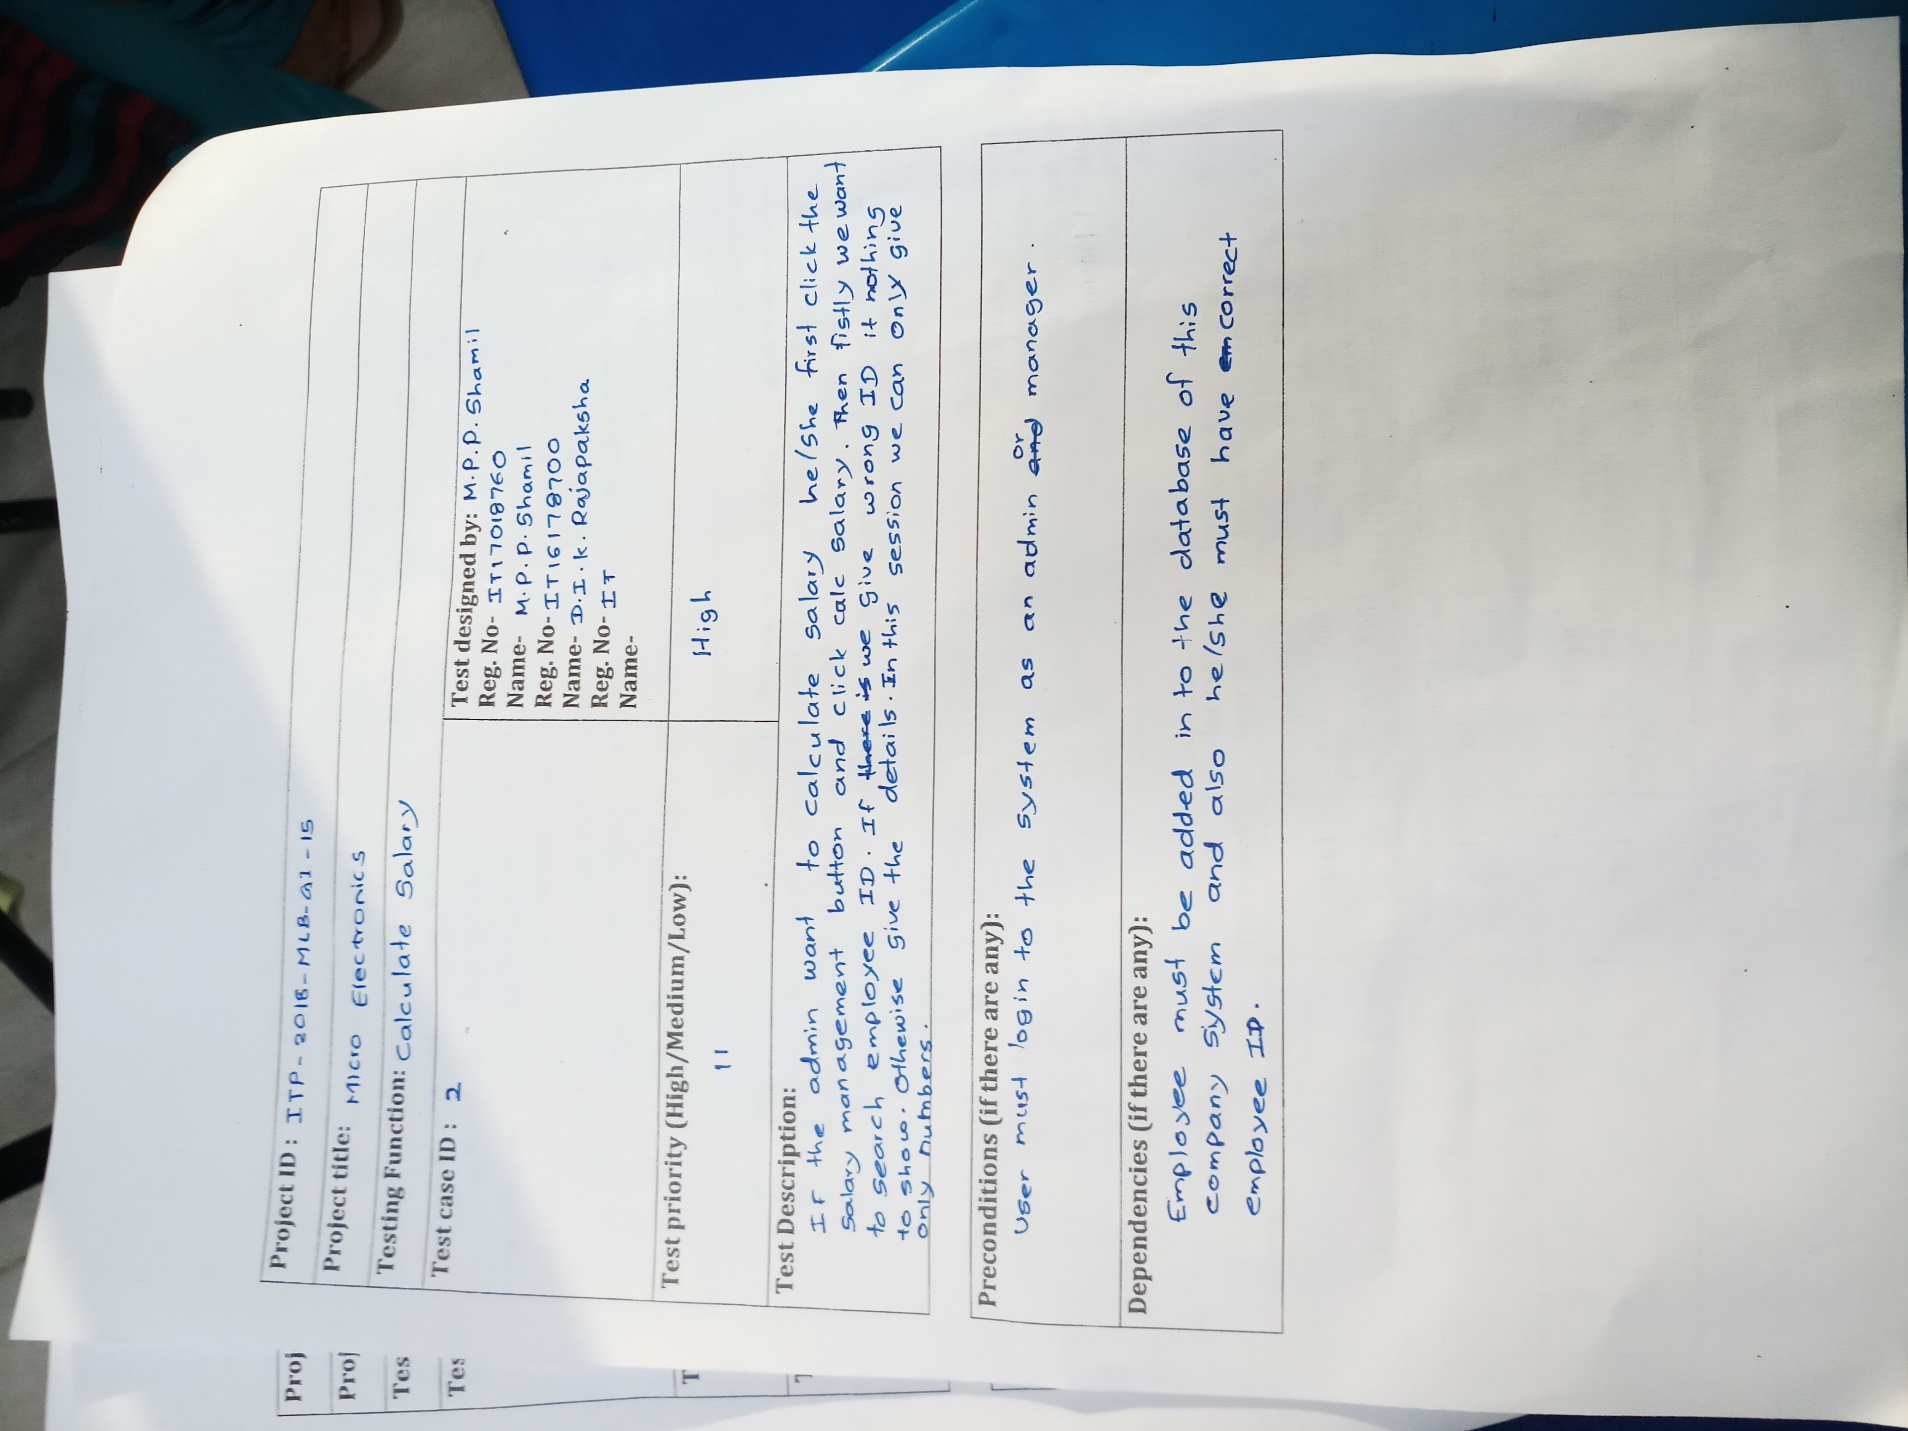 Project ID : ITP - 2018 - MLB - G1 - 15
Project title: Micro Electronics
Testing Function: Calculate Salary
Test case ID : 2
Test designed by: M.P.P. Shamil
Reg. No- IT17018760
Name- M.P.P. Shamil
Reg. No- IT16178700
Name- D.I.K. Rajapaksha
Reg. No- IT
Name-
Test priority (High/Medium/Low):
11
High
Test Description:
If the admin want to calculate salary he/she first click the
salary management button and click calc salary. Then fistly we want
to search employee ID. If there is we give wrong ID it nothing
to show. Othewise give the details. In this session we can only give
only numbers.
Preconditions (if there are any):
User must login to the system as an admin and or manager.
Dependencies (if there are any):
Employee must be added in to the database of this
company system and also he/she must have em correct
employee ID.
Proj
Proj
Tes
Tes
T